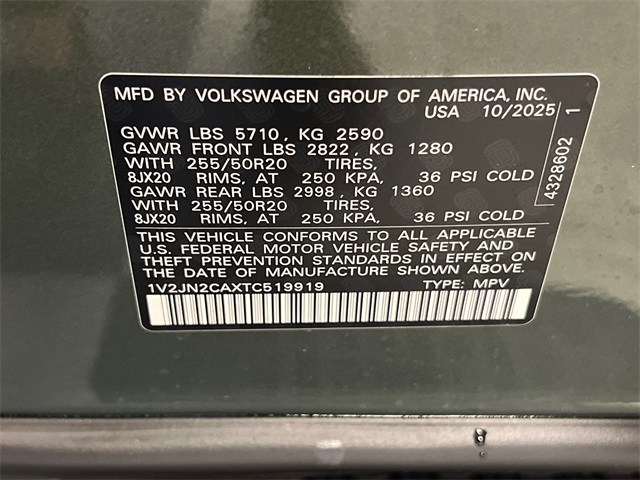 MFD BY VOLKSWAGEN GROUP OF AMERICA, INC.
USA 10/2025
GVWR LBS 5710, KG 2590
GAWR FRONT LBS 2822, KG 1280
WITH 255/50R20 TIRES,
8JX20 RIMS, AT 250 KPA, 36 PSI COLD
GAWR REAR LBS 2998, KG 1360
WITH 255/50R20 TIRES,
8JX20 RIMS, AT 250 KPA, 36 PSI COLD
THIS VEHICLE CONFORMS TO ALL APPLICABLE
U.S. FEDERAL MOTOR VEHICLE SAFETY AND
THEFT PREVENTION STANDARDS IN EFFECT ON
DATE OF MANUFACTURE SHOWN ABOVE.
1V2JN2CAXTC519919 TYPE: MPV
4328602 1